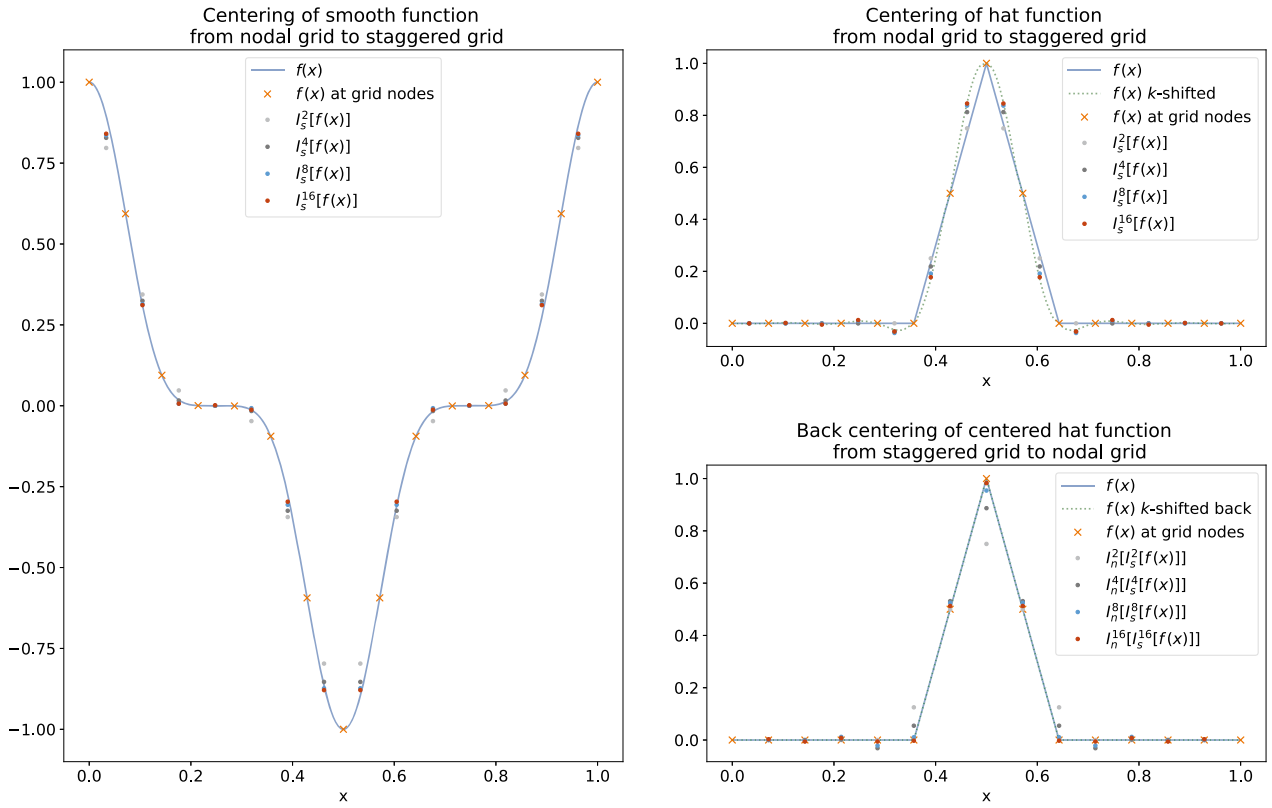 Centering of smooth function
from nodal grid to staggered grid
f(x)
f(x) at grid nodes
I_s^2[f(x)]
I_s^4[f(x)]
I_s^8[f(x)]
I_s^16[f(x)]
1.00
0.75
0.50
0.25
0.00
−0.25
−0.50
−0.75
−1.00
0.0 0.2 0.4 0.6 0.8 1.0
x
Centering of hat function
from nodal grid to staggered grid
f(x)
f(x) k-shifted
f(x) at grid nodes
I_s^2[f(x)]
I_s^4[f(x)]
I_s^8[f(x)]
I_s^16[f(x)]
1.0
0.8
0.6
0.4
0.2
0.0
0.0 0.2 0.4 0.6 0.8 1.0
x
Back centering of centered hat function
from staggered grid to nodal grid
f(x)
f(x) k-shifted back
f(x) at grid nodes
I_n^2[I_s^2[f(x)]]
I_n^4[I_s^4[f(x)]]
I_n^8[I_s^8[f(x)]]
I_n^16[I_s^16[f(x)]]
1.0
0.8
0.6
0.4
0.2
0.0
0.0 0.2 0.4 0.6 0.8 1.0
x